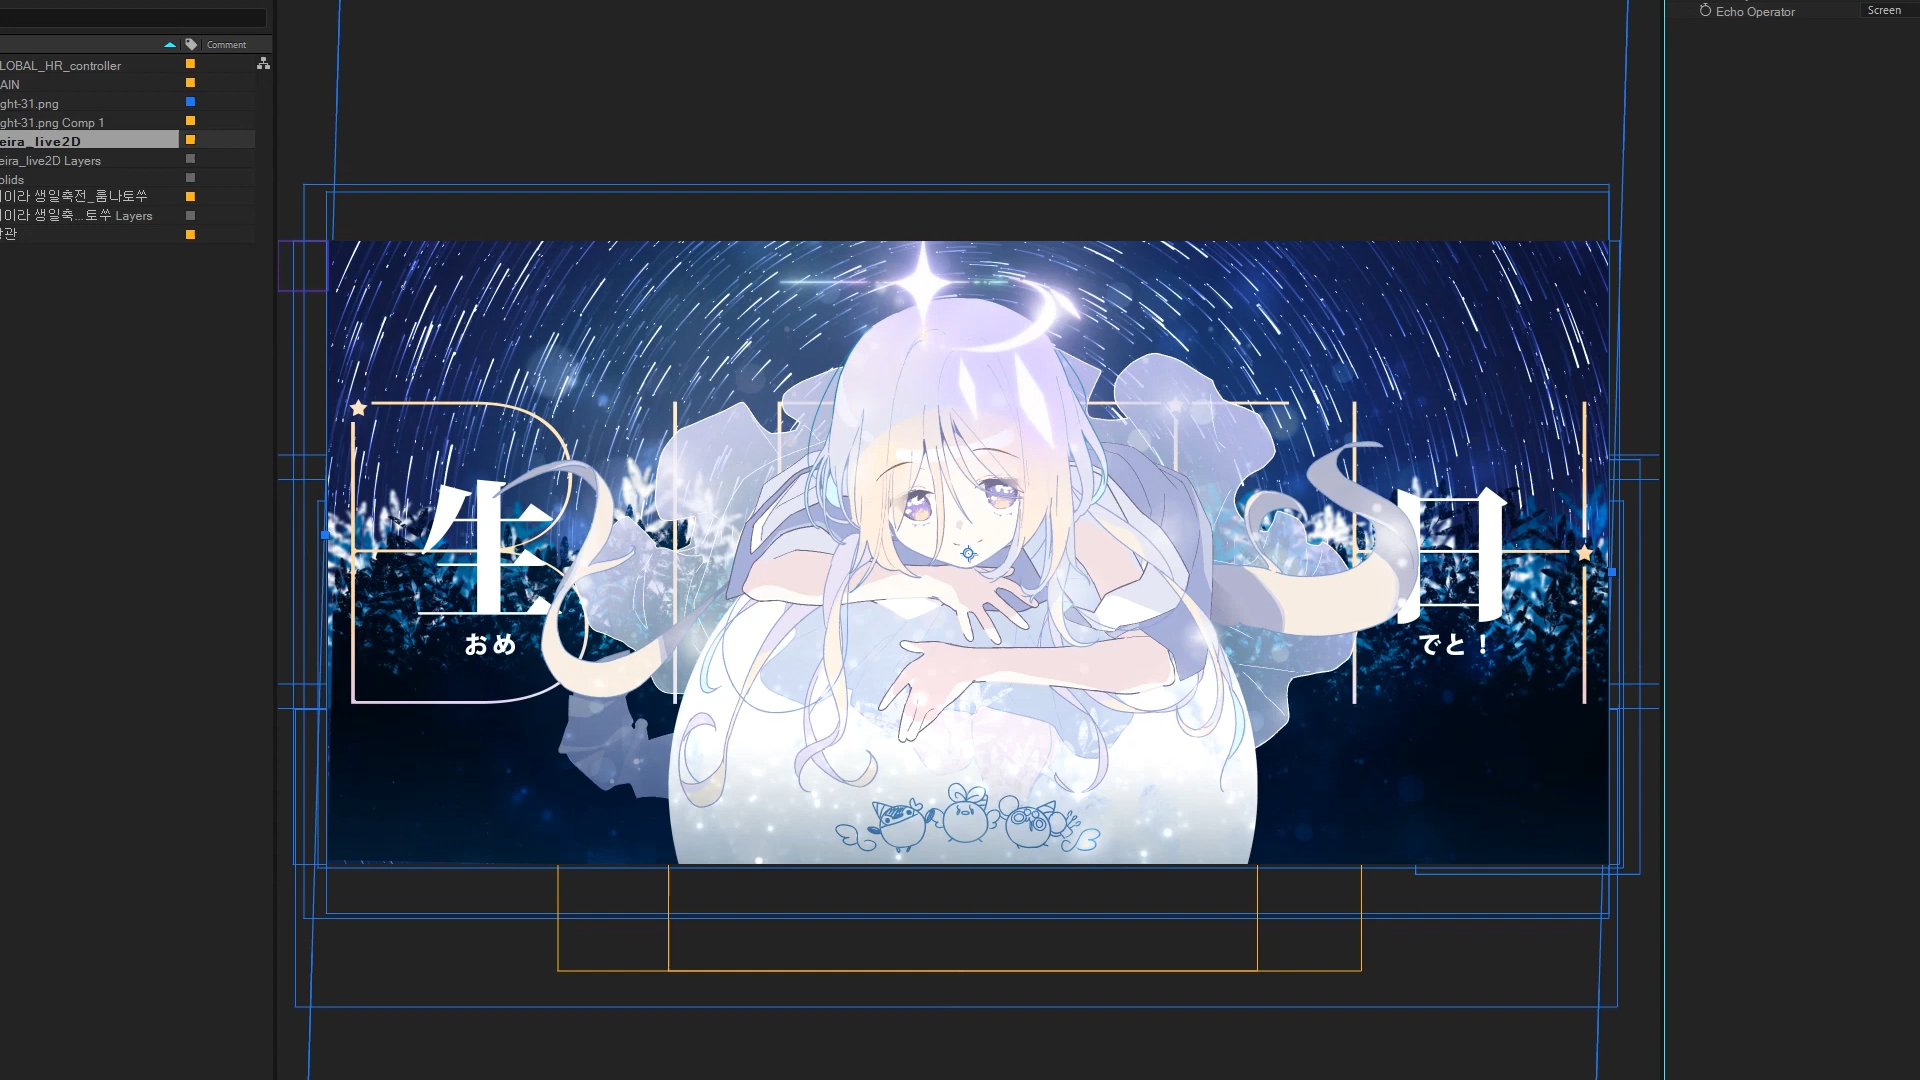 Echo Operator Screen
Comment
LOBAL_HR_controller
AIN
ght-31.png
ght-31.png Comp 1
eira_live2D
eira_live2D Layers
olids
이라 생일축전_룸나토쑤
이라 생일축...토쑤 Layers
관
生 日
おめ でと！